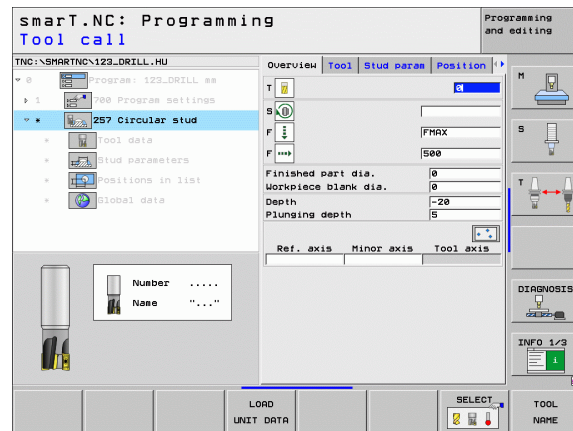 smarT.NC: Programming
Tool call
Programming
and editing
TNC:\SMARTNC\123_DRILL.HU
0 Program: 123_DRILL mm
1 700 Program settings
* 257 Circular stud
* Tool data
* Stud parameters
* Positions in list
* Global data
Number .....
Name "..."
Overview Tool Stud param Position
T 0
S
F FMAX
F 500
Finished part dia. 0
Workpiece blank dia. 0
Depth -20
Plunging depth 5
Ref. axis Minor axis Tool axis
M
S
T
DIAGNOSIS
INFO 1/3
LOAD
UNIT DATA
SELECT
TOOL
NAME